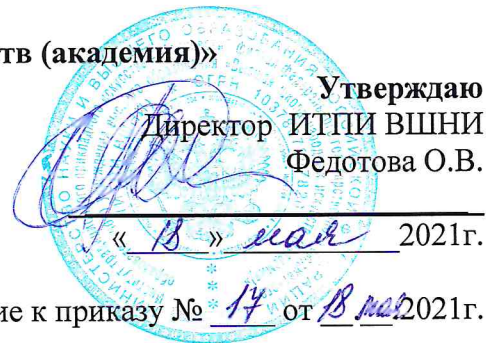 тв (академия)»
Утверждаю
Директор ИТПИ ВШНИ
Федотова О.В.
«18» мая 2021г.
ие к приказу № 17 от 18 мая 2021г.